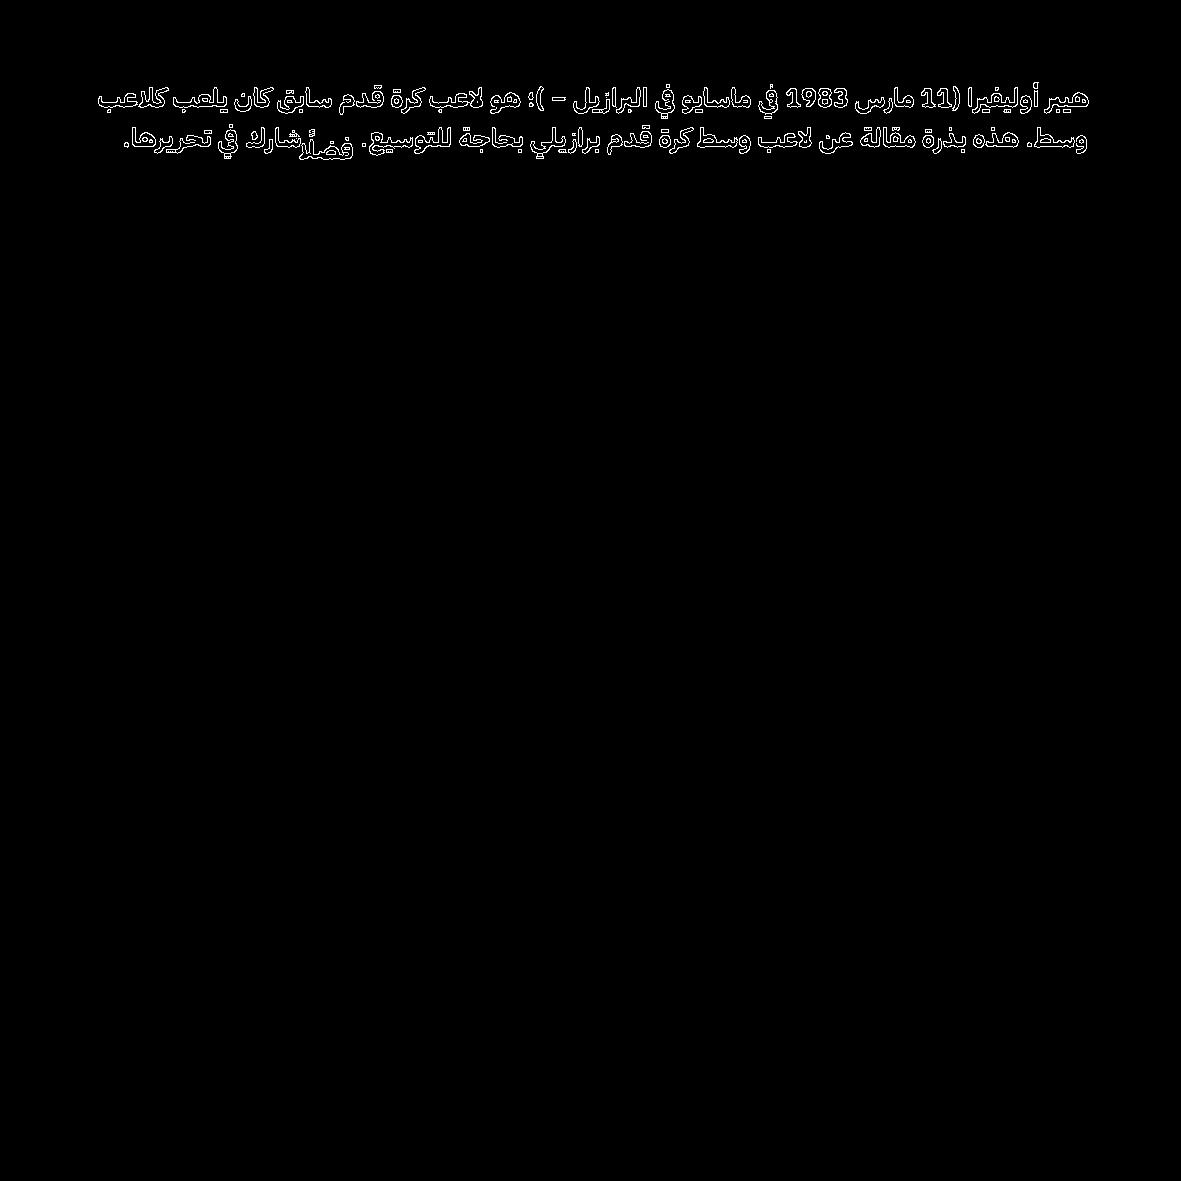 هيبر أوليفيرا (11 مارس 1983 في ماسايو في البرازيل – )؛ هو لاعب كرة قدم سابق كان يلعب كلاعب
وسط. هذه بذرة مقالة عن لاعب وسط كرة قدم برازيلي بحاجة للتوسيع. فضلًا شارك في تحريرها.